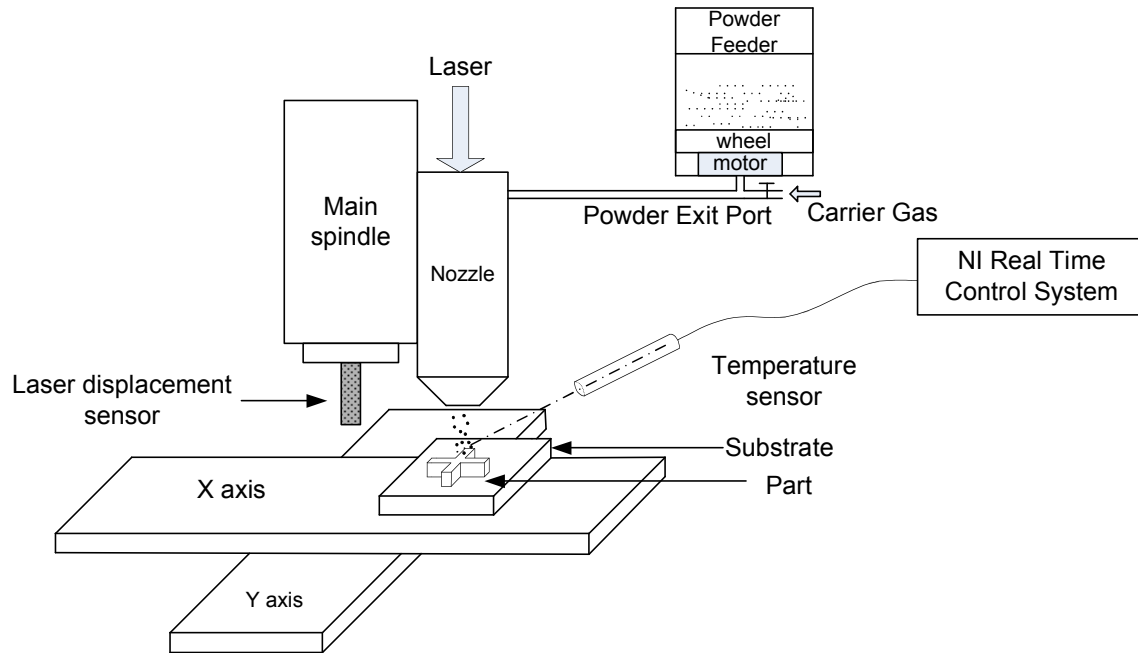 Powder
Feeder
Laser
wheel
motor
Main
spindle
Powder Exit Port
Carrier Gas
Nozzle
NI Real Time
Control System
Laser displacement
sensor
Temperature
sensor
Substrate
Part
X axis
Y axis